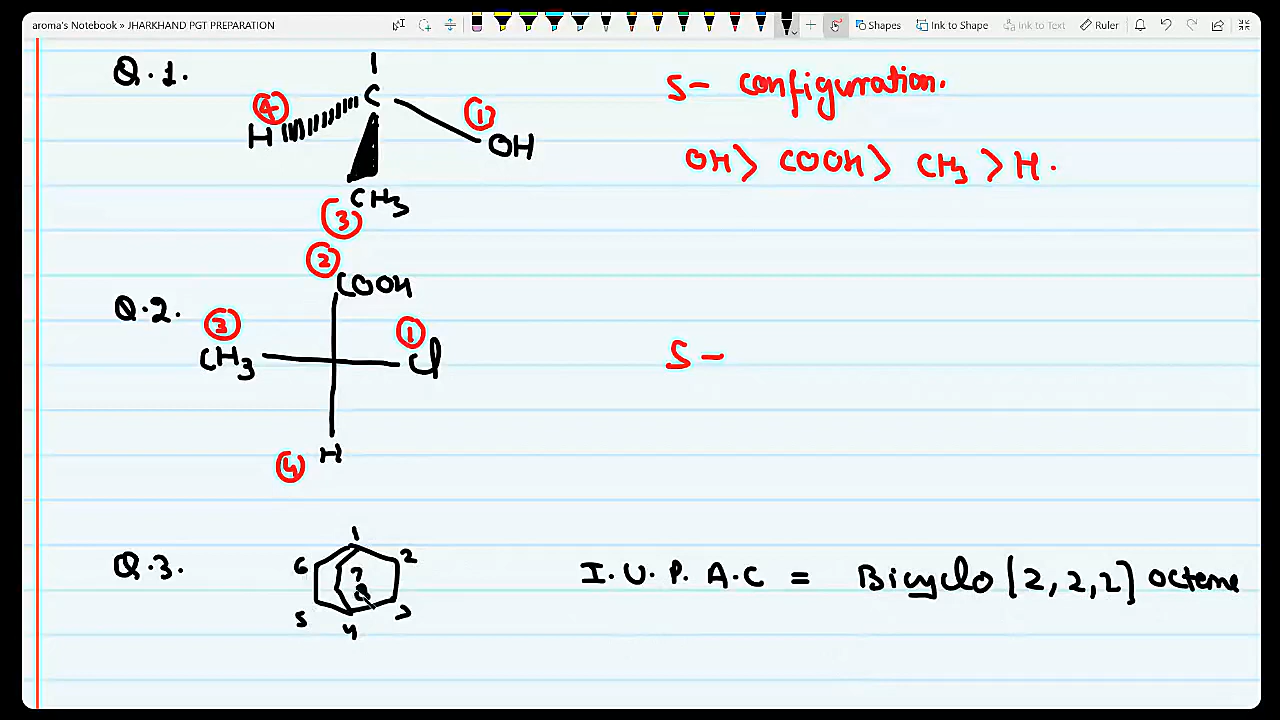 aroma's Notebook » JHARKHAND PGT PREPARATION
Shapes Ink to Shape Ink to Text Ruler
Q.1.
C
4
H
1
OH
CH3
3
S- configuration.
OH> COOH> CH3 > H.
2
COOH
Q.2.
3
CH3
1
Cl
S-
H
4
Q.3.
1
6 2
7
8
5 3
4
I.U.P.A.C = Bicyclo [2,2,2] octene